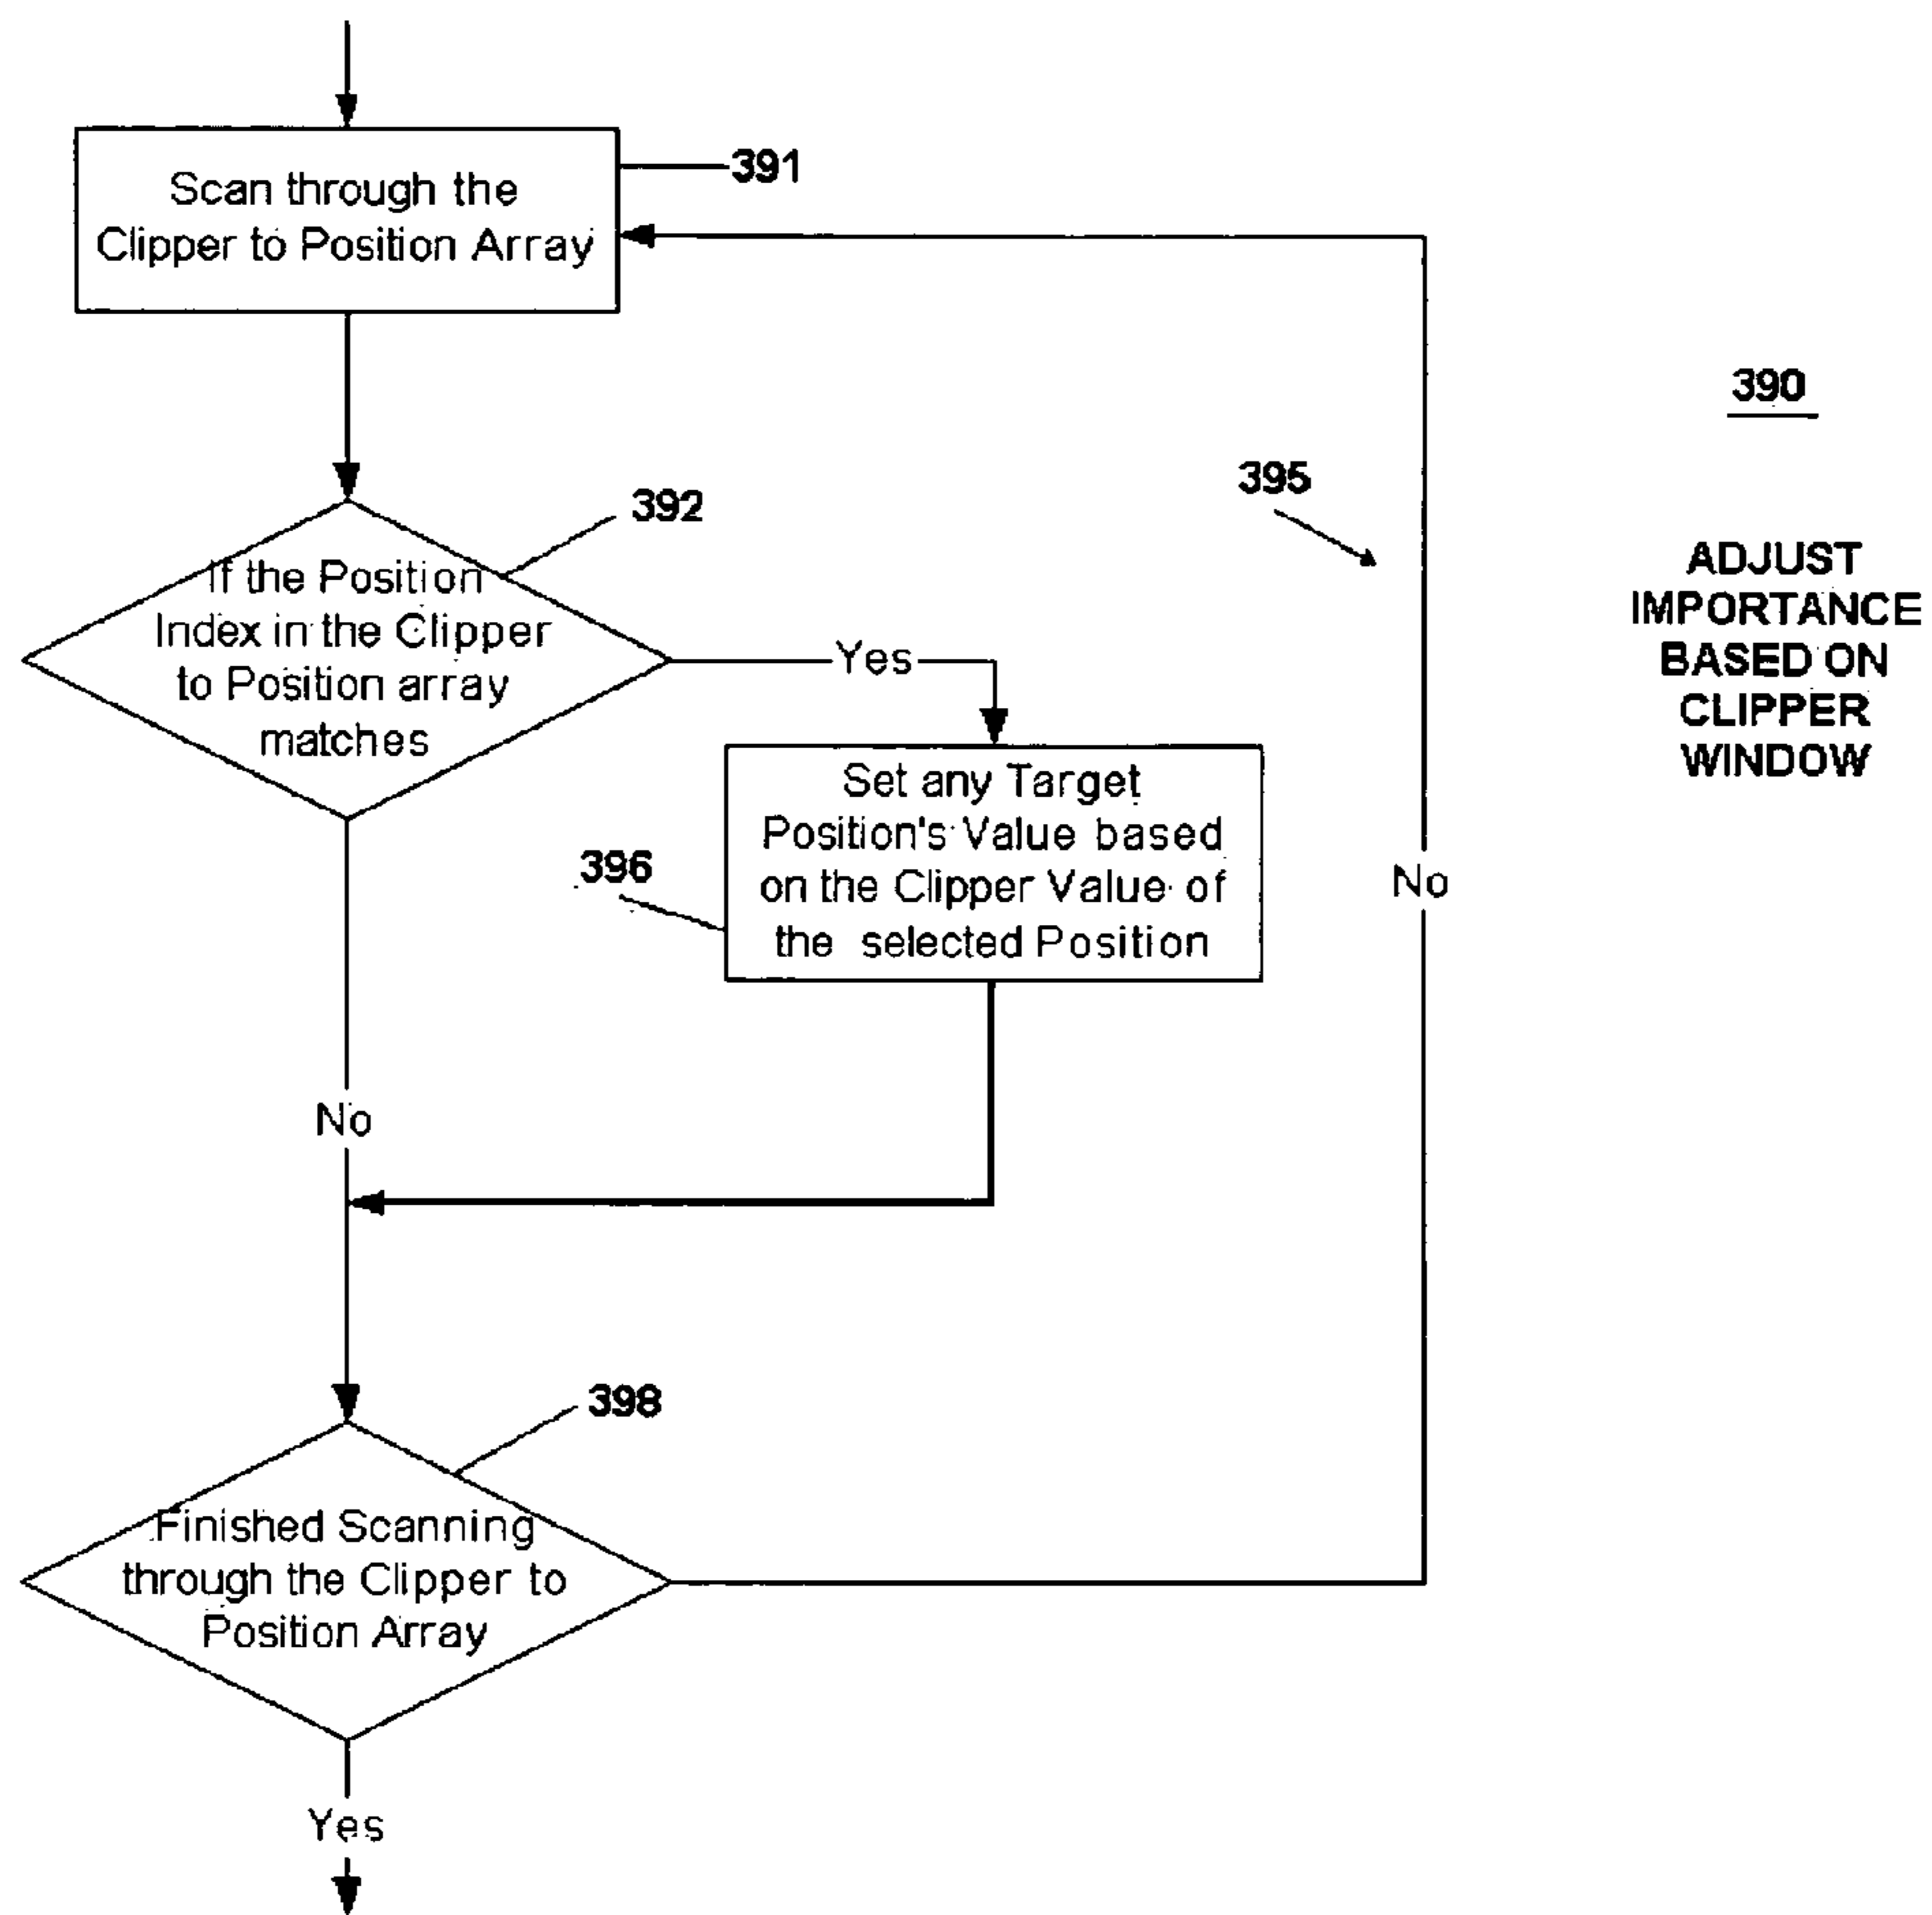 Scan through the
Clipper to Position Array
391
390
395
ADJUST
IMPORTANCE
BASED ON
CLIPPER
WINDOW
392
If the Position
Index in the Clipper
to Position array
matches
Yes
Set any Target
Position's Value based
on the Clipper Value of
the selected Position
396
No
No
398
Finished Scanning
through the Clipper to
Position Array
Yes